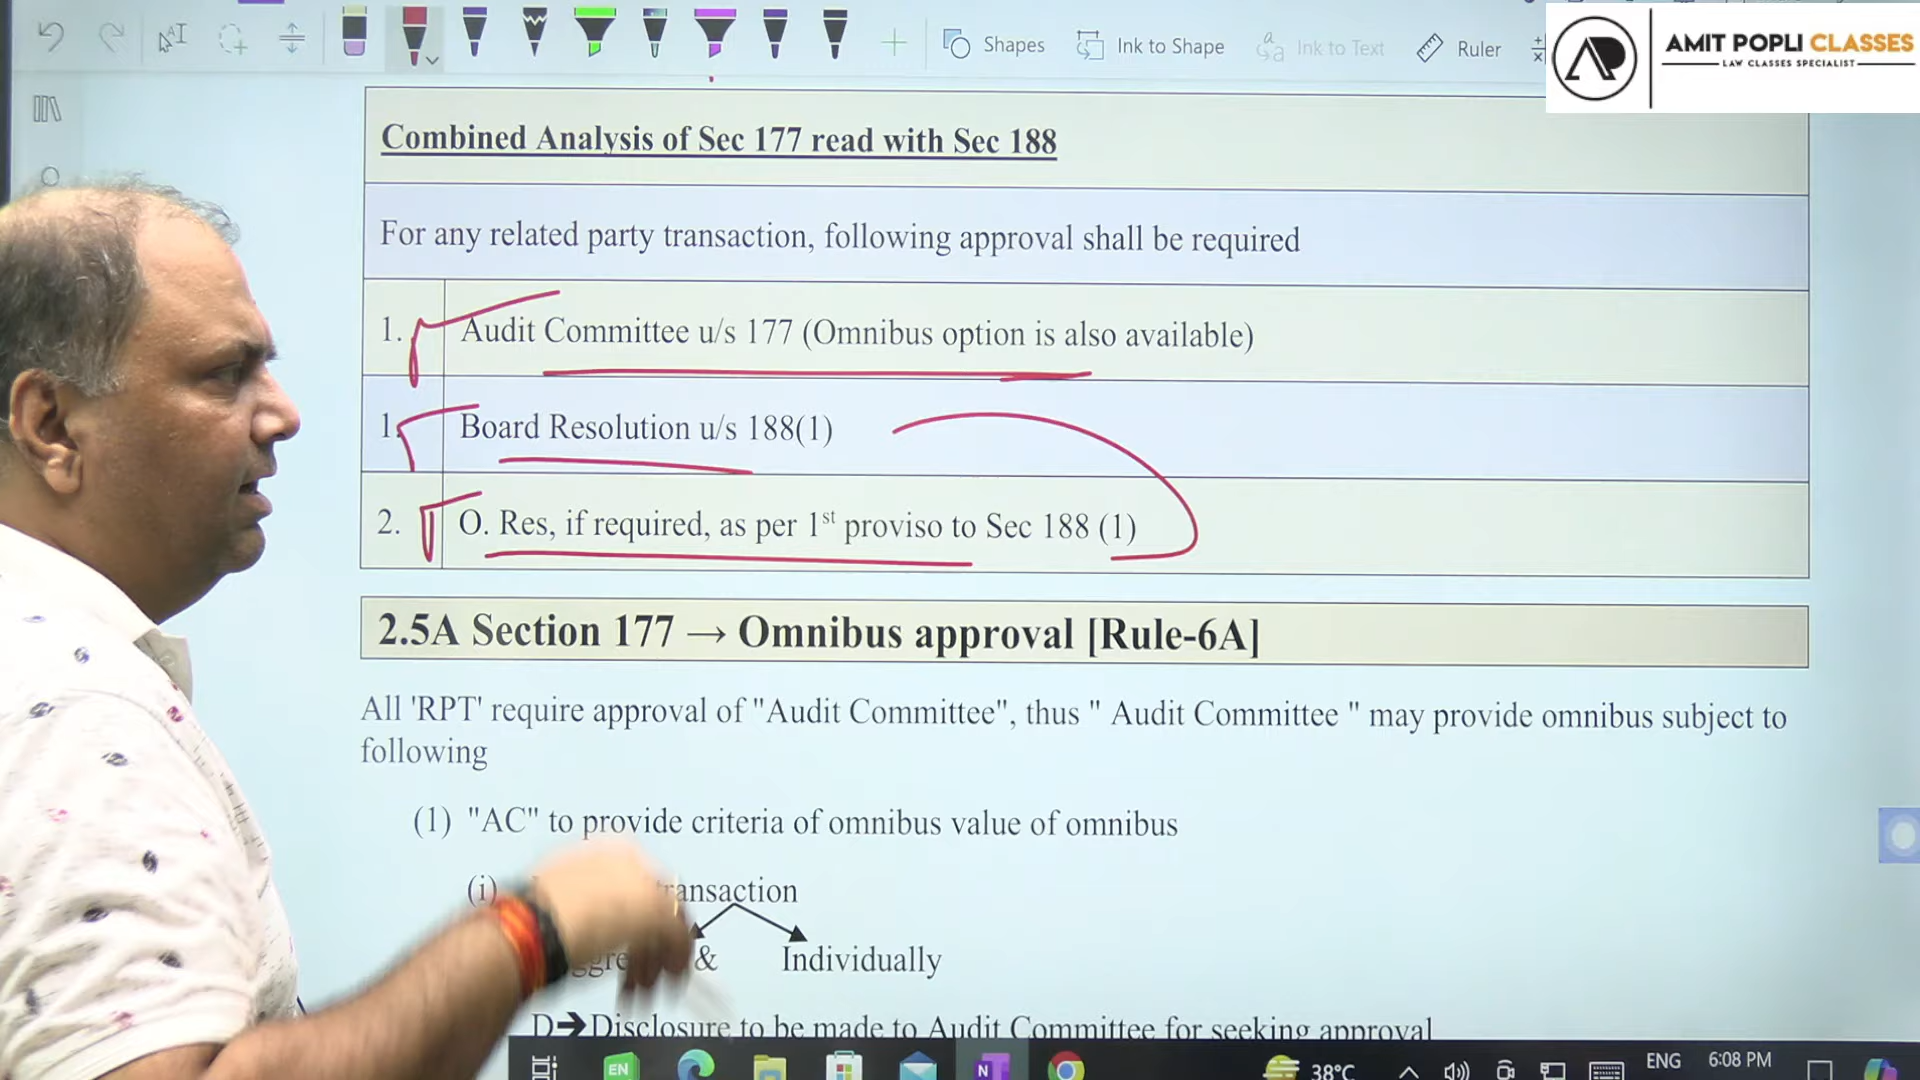 Shapes
Ink to Shape
Ink to Text
Ruler
AMIT POPLI CLASSES
LAW CLASSES SPECIALIST
Combined Analysis of Sec 177 read with Sec 188
For any related party transaction, following approval shall be required
1. Audit Committee u/s 177 (Omnibus option is also available)
1. Board Resolution u/s 188(1)
2. O. Res, if required, as per 1st proviso to Sec 188 (1)
2.5A Section 177 → Omnibus approval [Rule-6A]
All 'RPT' require approval of "Audit Committee", thus " Audit Committee " may provide omnibus subject to
following
(1) "AC" to provide criteria of omnibus value of omnibus
(i) transaction
& Individually
D➔Disclosure to be made to Audit Committee for seeking approval
EN
N
38°C
ENG
6:08 PM